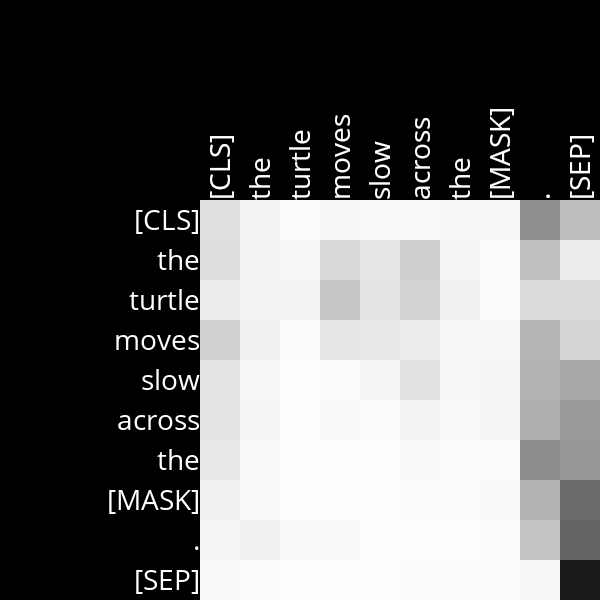 [CLS]
the
turtle
moves
slow
across
the
[MASK]
.
[SEP]
[CLS]
the
turtle
moves
slow
across
the
[MASK]
.
[SEP]